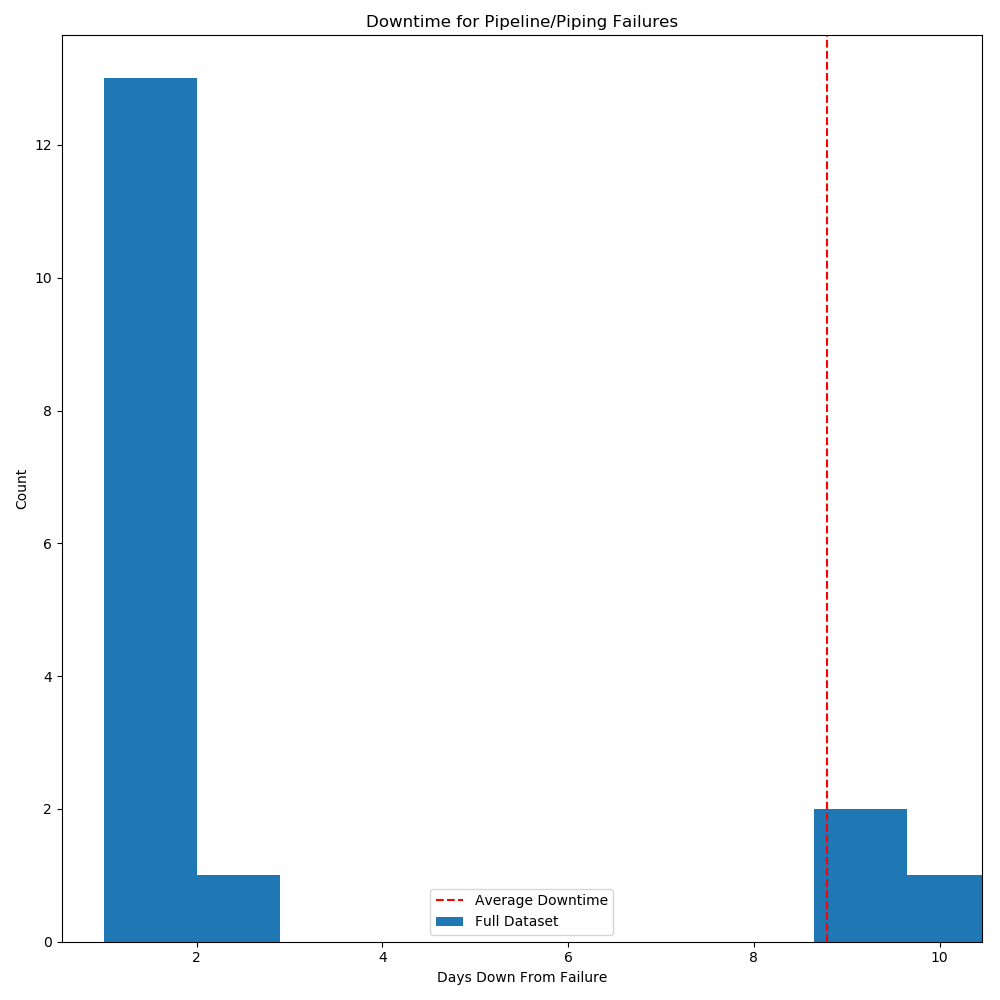 Downtime for Pipeline/Piping Failures
Count
12
10
8
6
4
2
0
2
4
6
8
10
Days Down From Failure
Average Downtime
Full Dataset